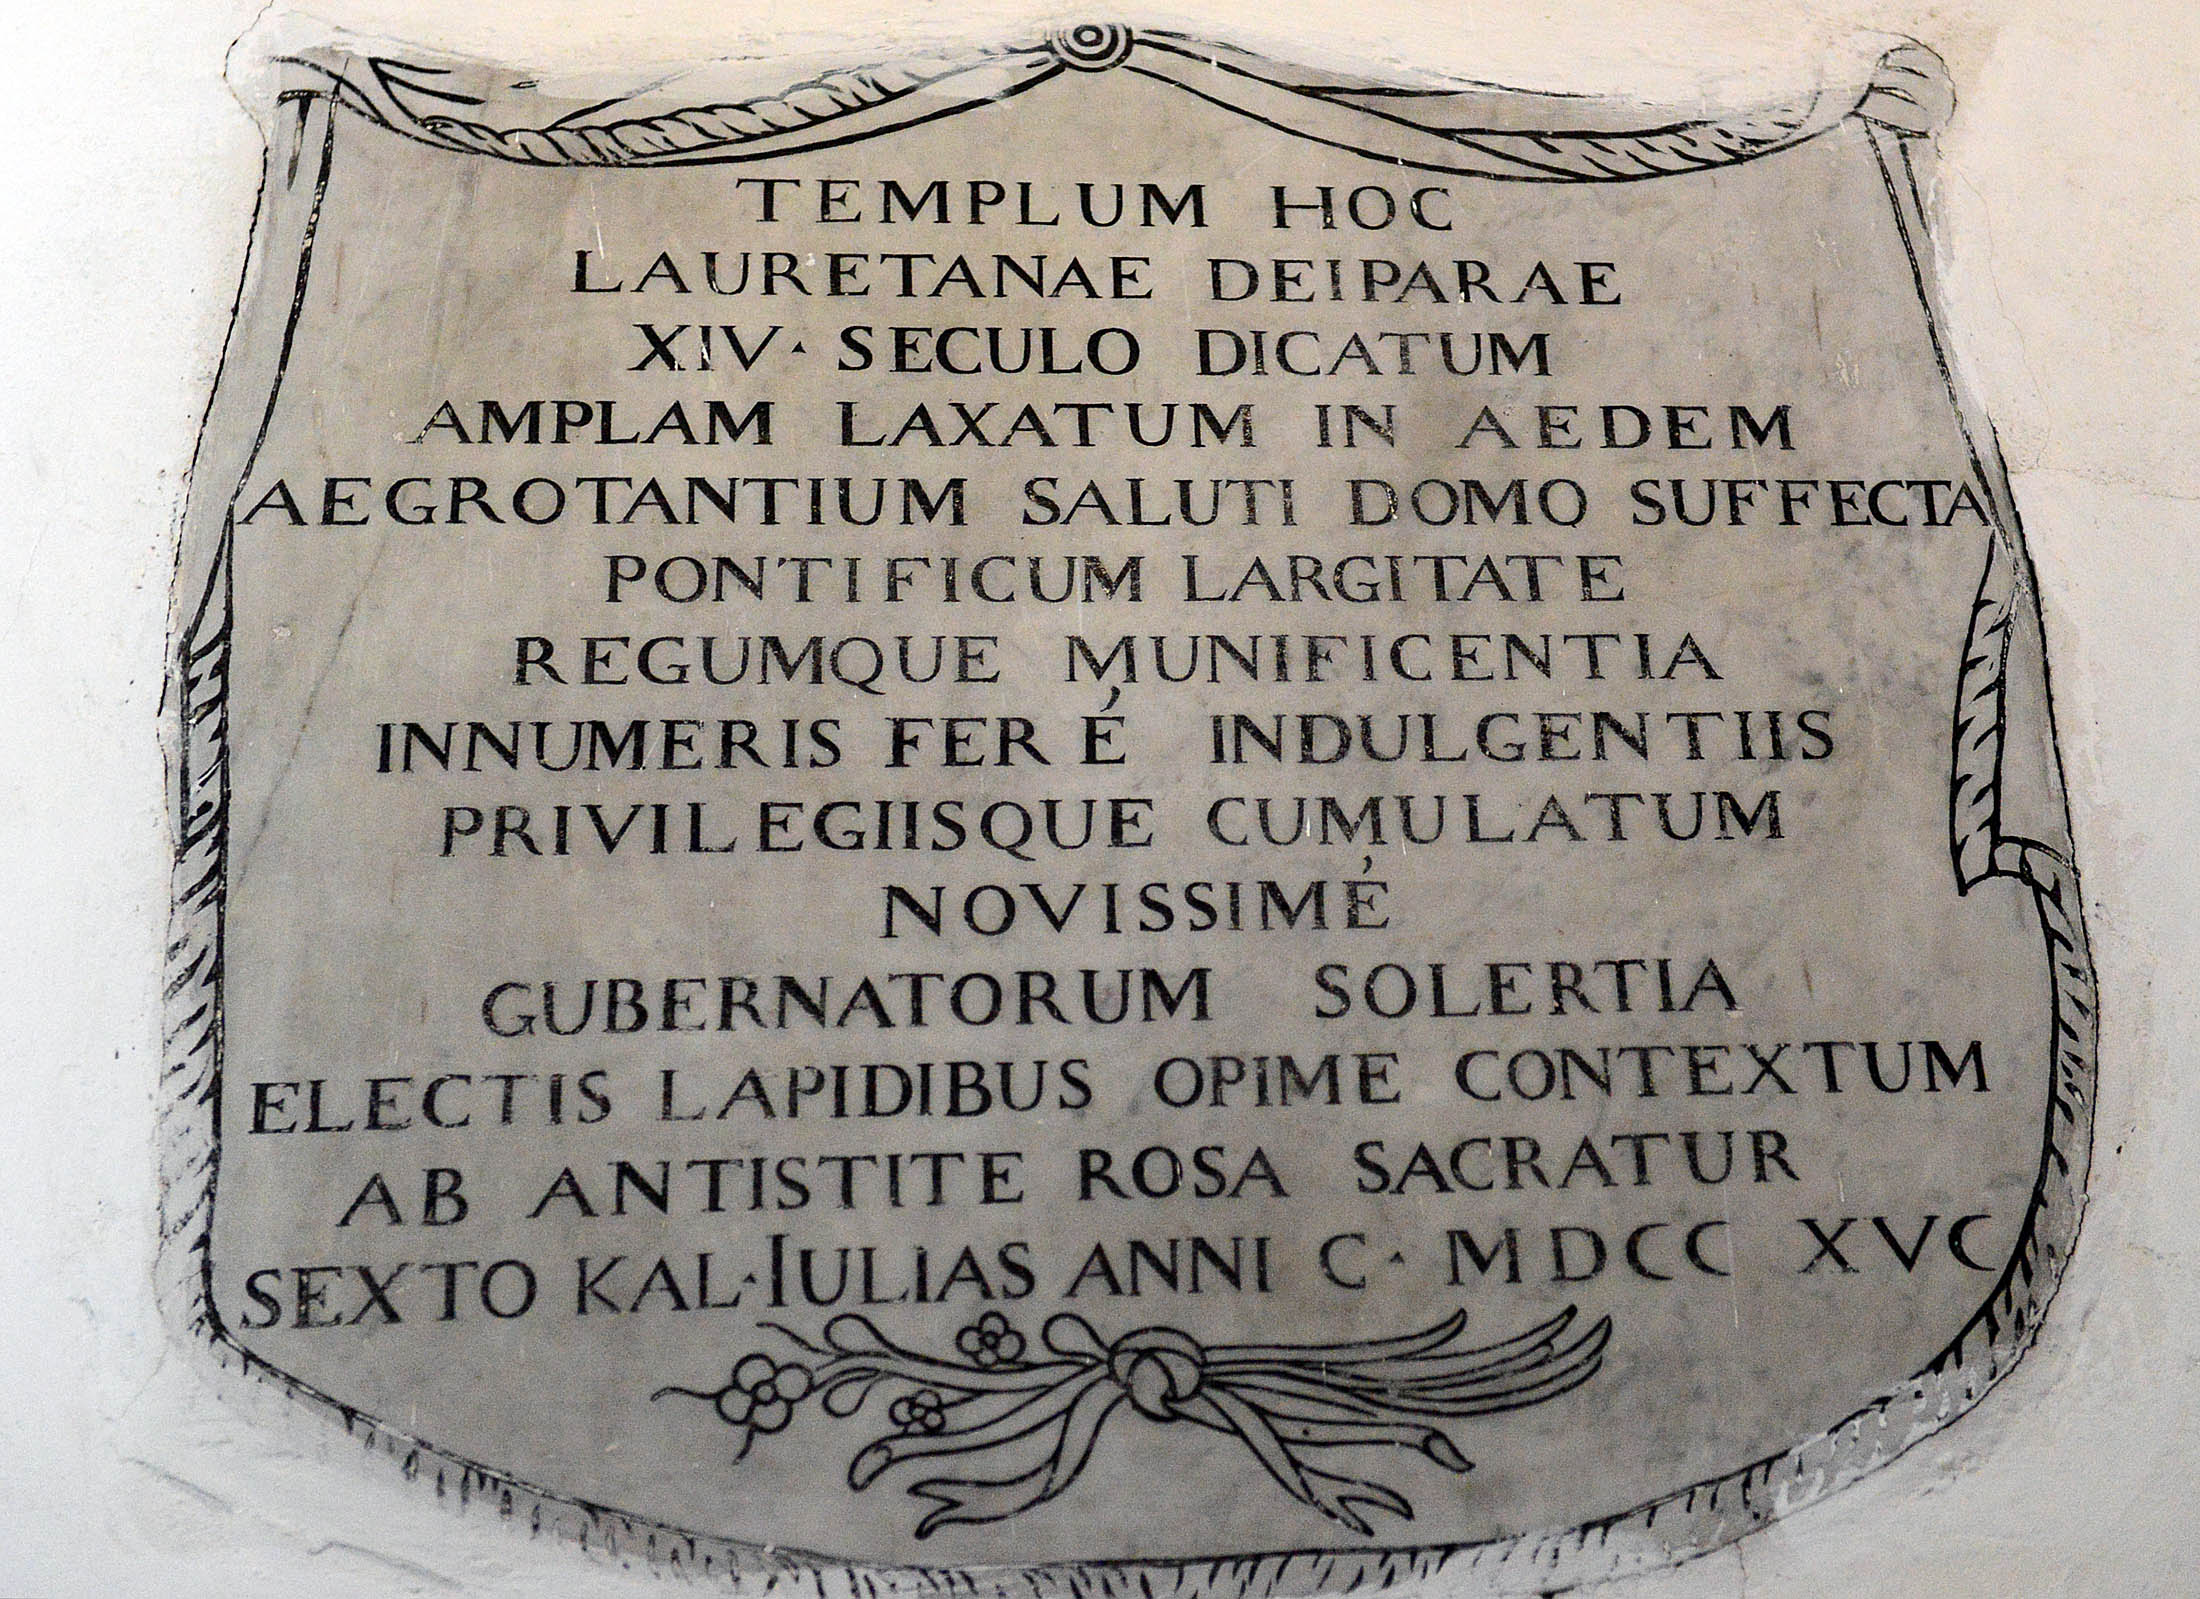 TEMPLUM HOC
LAURETANAE DEIPARAE
XIV · SECULO DICATUM
AMPLAM LAXATUM IN AEDEM
AEGROTANTIUM SALUTI DOMO SUFFECTA
PONTIFICUM LARGITATE
REGUMQUE MUNIFICENTIA
INNUMERIS FERÉ INDULGENTIIS
PRIVILEGIISQUE CUMULATUM
NOVISSIMÉ
GUBERNATORUM SOLERTIA
ELECTIS LAPIDIBUS OPIME CONTEXTUM
AB ANTISTITE ROSA SACRATUR
SEXTO KAL · IULIAS ANNI C · MDCC XVC